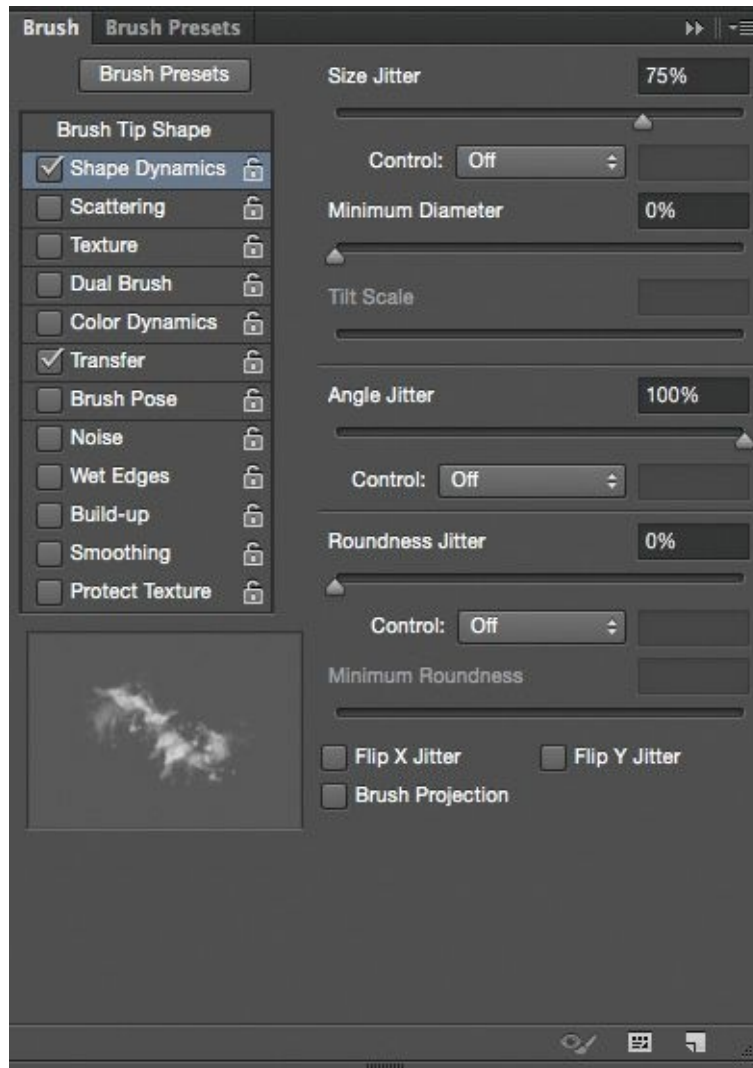 Brush Brush Presets
Brush Presets
Brush Tip Shape
Shape Dynamics
Scattering
Texture
Dual Brush
Color Dynamics
Transfer
Brush Pose
Noise
Wet Edges
Build-up
Smoothing
Protect Texture
Size Jitter 75%
Control: Off
Minimum Diameter 0%
Tilt Scale
Angle Jitter 100%
Control: Off
Roundness Jitter 0%
Control: Off
Minimum Roundness
Flip X Jitter Flip Y Jitter
Brush Projection